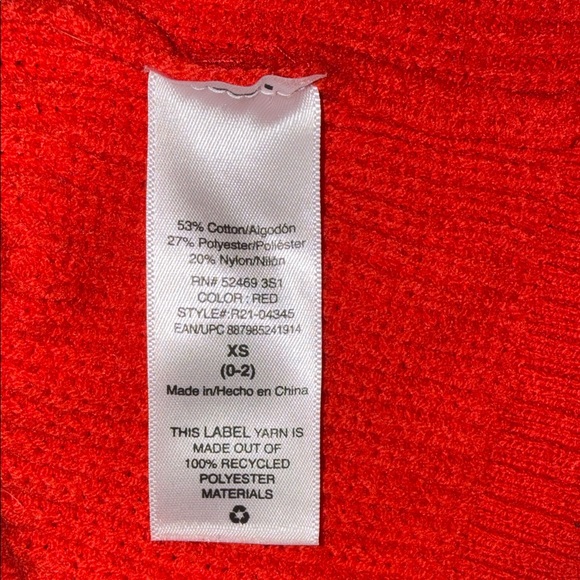 53% Cotton/Algodón
27% Polyester/Poliéster
20% Nylon/Nilón
RN# 52469 3S1
COLOR : RED
STYLE#:R21-04345
EAN/UPC 887985241914
XS
(0-2)
Made in/Hecho en China
THIS LABEL YARN IS
MADE OUT OF
100% RECYCLED
POLYESTER
MATERIALS